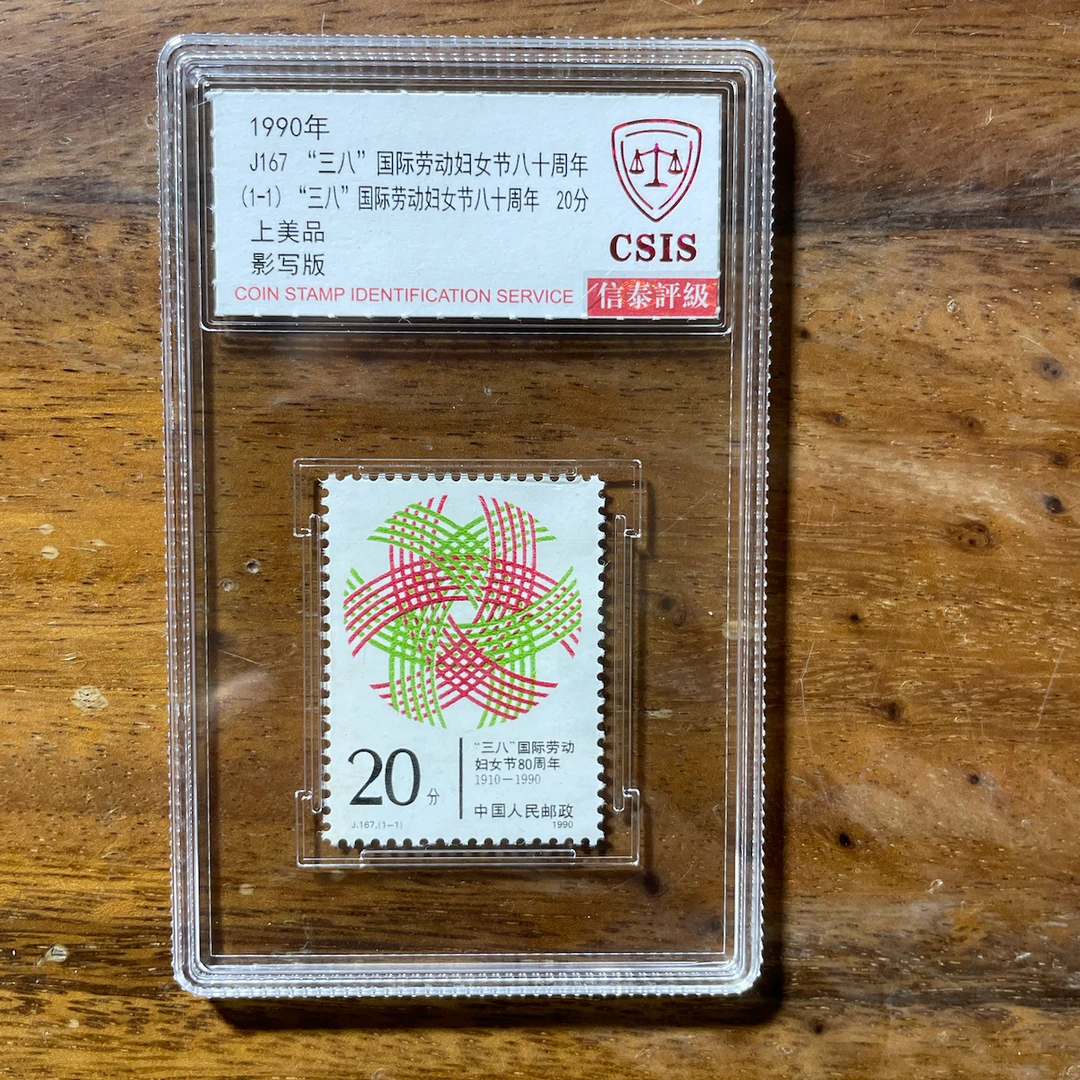 1990年
J167 “三八”国际劳动妇女节八十周年
(1-1) “三八”国际劳动妇女节八十周年 20分
上美品
影写版
COIN STAMP IDENTIFICATION SERVICE
CSIS
信泰評級
20分
“三八”国际劳动
妇女节80周年
1910—1990
中国人民邮政
J.167.(1-1)
1990